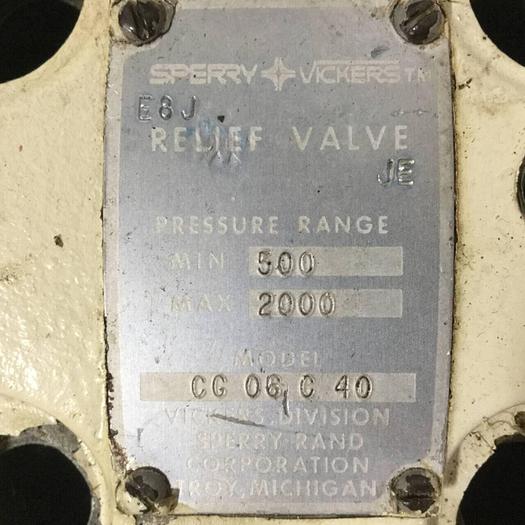 SPERRY VICKERS TM
E8J
RELIEF VALVE
JE
PRESSURE RANGE
MIN 500
MAX 2000
MODEL
CG 06 C 40
VICKERS DIVISION
SPERRY RAND
CORPORATION
TROY, MICHIGAN